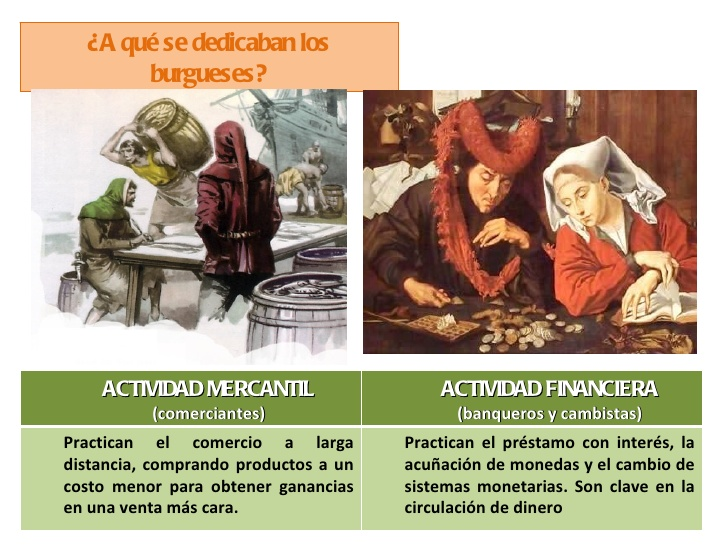 ¿A qué se dedicaban los
burgueses?
ACTIVIDAD MERCANTIL
(comerciantes)
Practican el comercio a larga
distancia, comprando productos a un
costo menor para obtener ganancias
en una venta más cara.
ACTIVIDAD FINANCIERA
(banqueros y cambistas)
Practican el préstamo con interés, la
acuñación de monedas y el cambio de
sistemas monetarias. Son clave en la
circulación de dinero